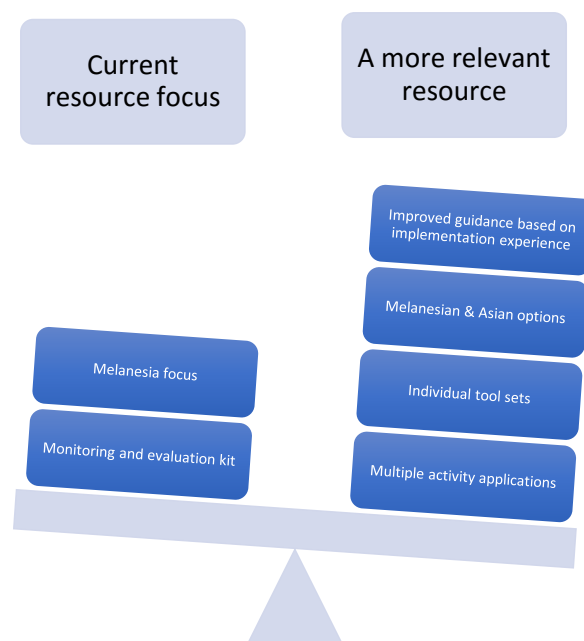 Current
resource focus
A more relevant
resource
Improved guidance based on
implementation experience
Melanesian & Asian options
Individual tool sets
Multiple activity applications
Melanesia focus
Monitoring and evaluation kit